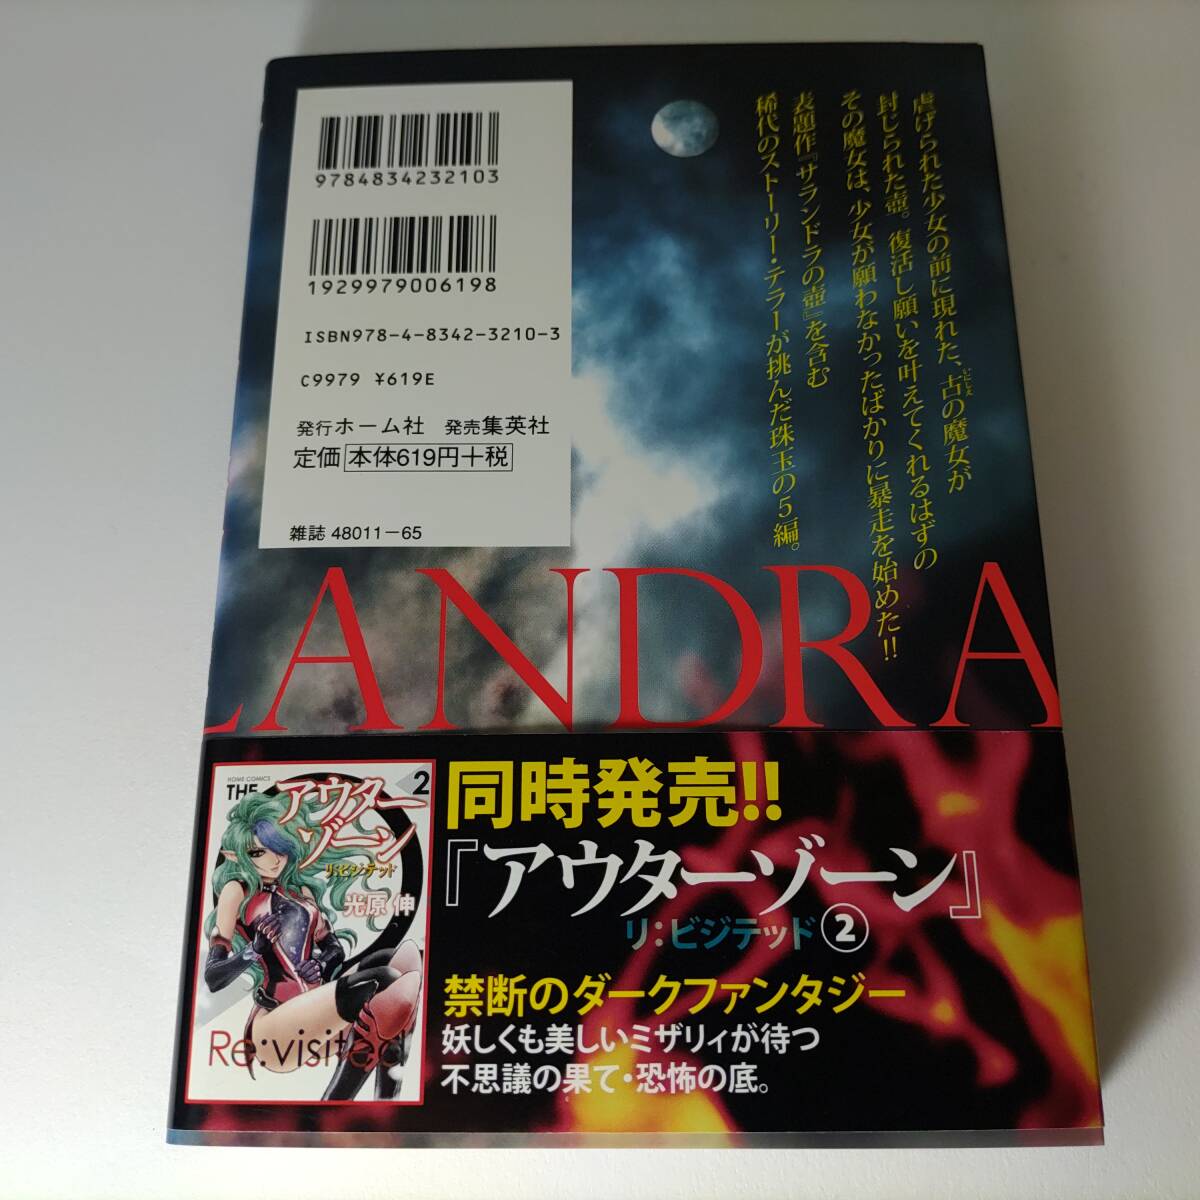 虐げられた少女の前に現れた、古の魔女が
いにしえ
封じられた壺。復活し願いを叶えてくれるはずの
その魔女は、少女が願わなかったばかりに暴走を始めた!!
表題作『サランドラの壺』を含む
稀代のストーリー・テラーが挑んだ珠玉の5編。
9784834232103
1929979006198
ISBN978-4-8342-3210-3
C9979 ¥619E
発行ホーム社 発売集英社
定価 本体619円+税
雑誌 48011-65
LANDRA
HOME COMICS
THE
アウター
ゾーン
2
リ:ビジテッド
光原 伸
Re:visited
同時発売!!
『アウターゾーン』
リ:ビジテッド②
禁断のダークファンタジー
妖しくも美しいミザリィが待つ
不思議の果て・恐怖の底。